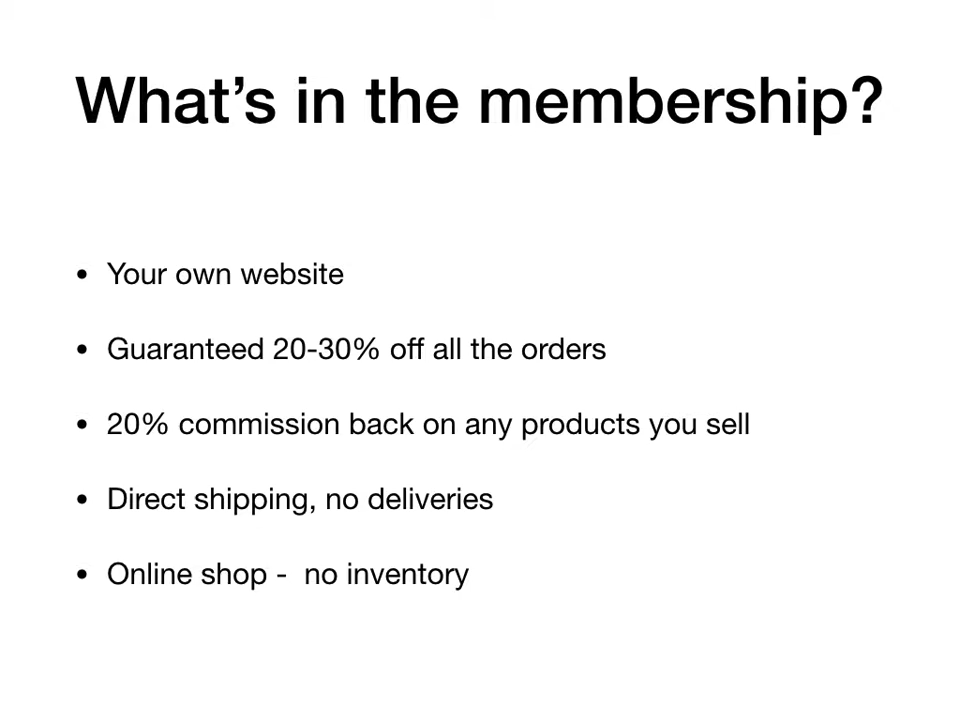 What’s in the membership?
• Your own website
• Guaranteed 20-30% off all the orders
• 20% commission back on any products you sell
• Direct shipping, no deliveries
• Online shop -  no inventory